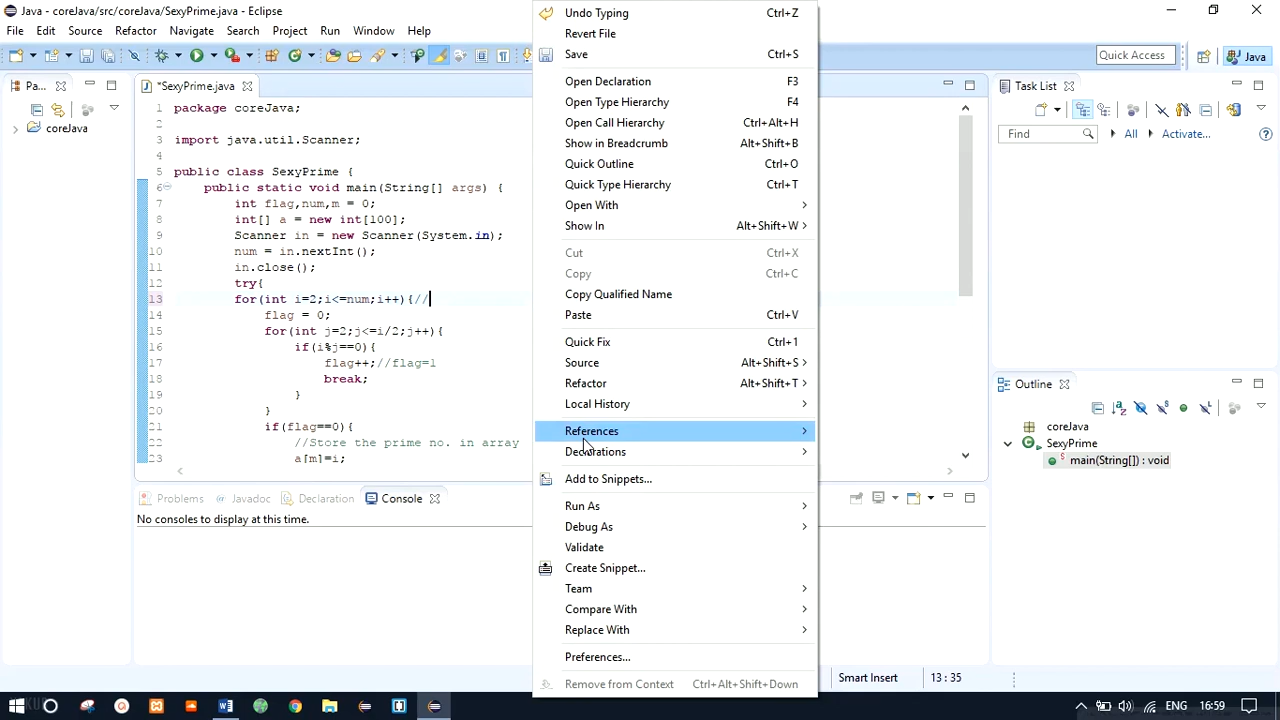 Java - coreJava/src/coreJava/SexyPrime.java - Eclipse
File Edit Source Refactor Navigate Search Project Run Window Help
Quick Access
Java
Pa...
coreJava
*SexyPrime.java
1 package coreJava;
2
3 import java.util.Scanner;
4
5 public class SexyPrime {
6 public static void main(String[] args) {
7 int flag,num,m = 0;
8 int[] a = new int[100];
9 Scanner in = new Scanner(System.in);
10 num = in.nextInt();
11 in.close();
12 try{
13 for(int i=2;i<=num;i++){//
14 flag = 0;
15 for(int j=2;j<=i/2;j++){
16 if(i%j==0){
17 flag++;//flag=1
18 break;
19 }
20 }
21 if(flag==0){
22 //Store the prime no. in array
23 a[m]=i;
Problems Javadoc Declaration Console
No consoles to display at this time.
Undo Typing Ctrl+Z
Revert File
Save Ctrl+S
Open Declaration F3
Open Type Hierarchy F4
Open Call Hierarchy Ctrl+Alt+H
Show in Breadcrumb Alt+Shift+B
Quick Outline Ctrl+O
Quick Type Hierarchy Ctrl+T
Open With
Show In Alt+Shift+W
Cut Ctrl+X
Copy Ctrl+C
Copy Qualified Name
Paste Ctrl+V
Quick Fix Ctrl+1
Source Alt+Shift+S
Refactor Alt+Shift+T
Local History
References
Declarations
Add to Snippets...
Run As
Debug As
Validate
Create Snippet...
Team
Compare With
Replace With
Preferences...
Remove from Context Ctrl+Alt+Shift+Down
Task List
Find All Activate...
Outline
coreJava
SexyPrime
main(String[]) : void
Smart Insert 13 : 35
ENG 16:59